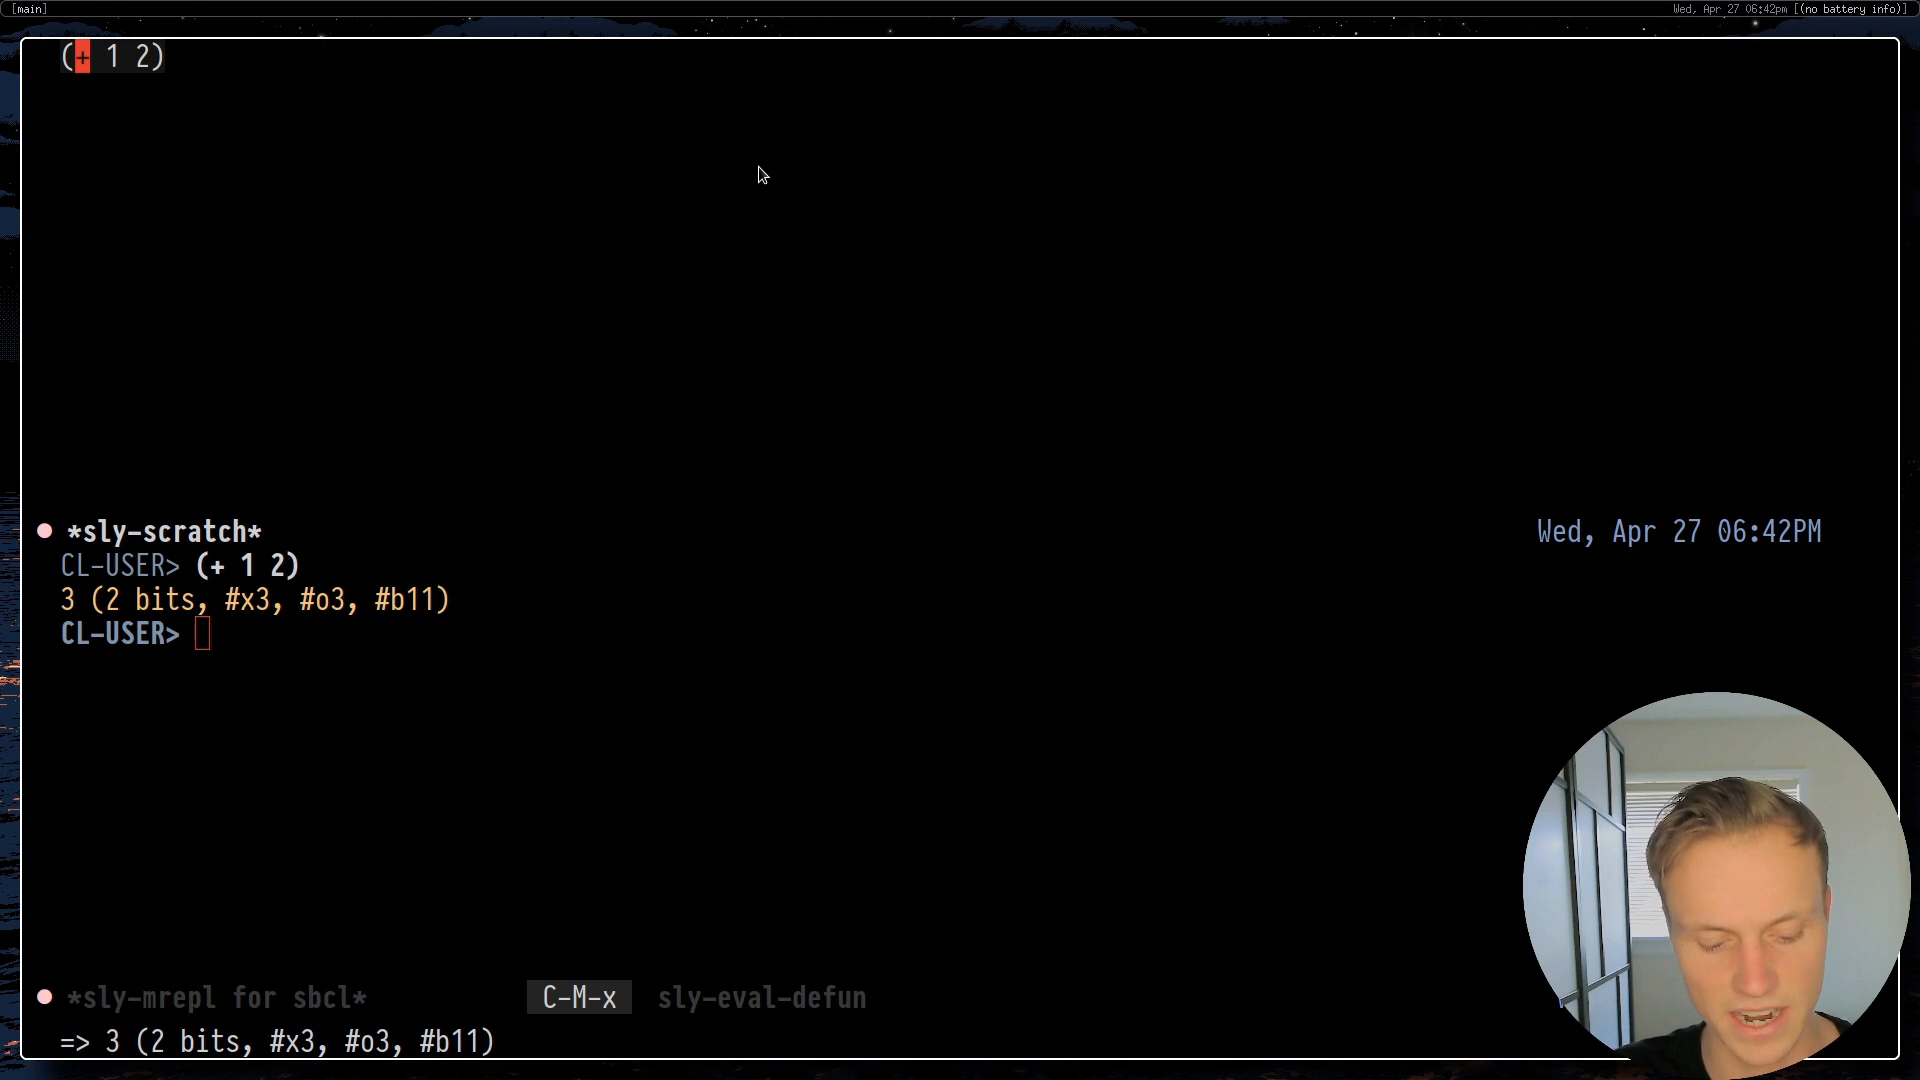 [main]
Wed, Apr 27 06:42pm [(no battery info)]
(+ 1 2)
*sly-scratch*
Wed, Apr 27 06:42PM
CL-USER> (+ 1 2)
3 (2 bits, #x3, #o3, #b11)
CL-USER>
*sly-mrepl for sbcl*
C-M-x sly-eval-defun
=> 3 (2 bits, #x3, #o3, #b11)